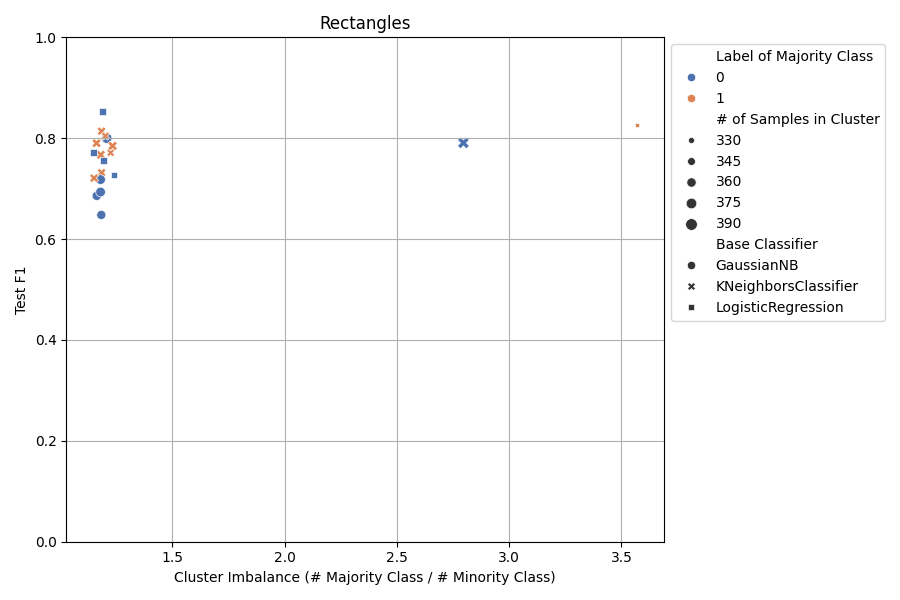 Rectangles
1.0
0.8
0.6
0.4
0.2
0.0
Test F1
1.5
2.0
2.5
3.0
3.5
Cluster Imbalance (# Majority Class / # Minority Class)
Label of Majority Class
0
1
# of Samples in Cluster
330
345
360
375
390
Base Classifier
GaussianNB
KNeighborsClassifier
LogisticRegression